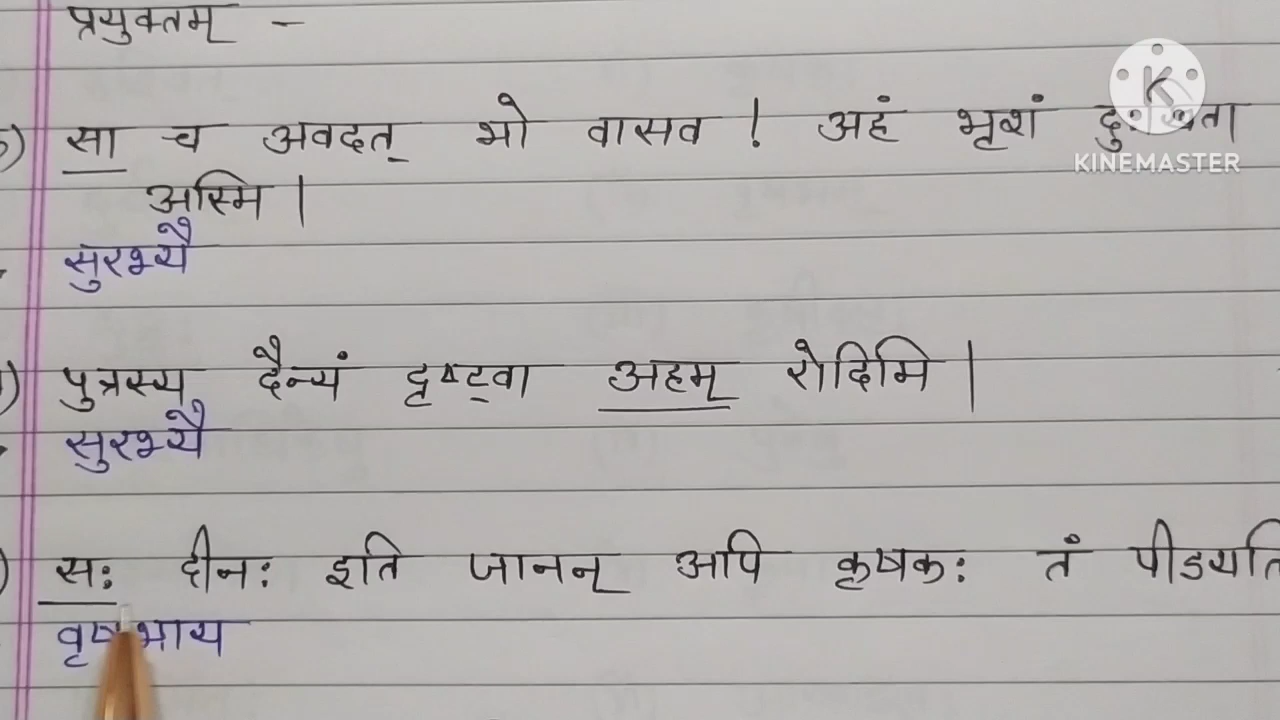 प्रयुक्तम् -
सा च अवदत् भो वासव ! अहं भृशं
अस्मि |
सुरभ्यै
पुत्रस्य दैन्यं दृष्ट्वा अहम् रोदिमि |
सुरभ्यै
सः दीनः इति जानन् अपि कृषकः तं पीडयति
वृषभाय
K
KINEMASTER